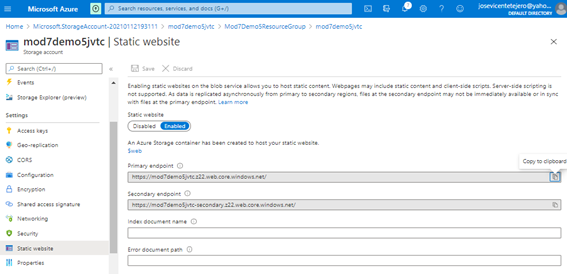 Microsoft Azure
Search resources, services, and docs (G+/)
josevicentetejero@yaho...
DEFAULT DIRECTORY
Home > Microsoft.StorageAccount-20210112193111 > mod7demo5jvtc > Mod7Demo5ResourceGroup > mod7demo5jvtc
mod7demo5jvtc | Static website
Storage account
Search (Ctrl+/)
Save
Discard
Events
Storage Explorer (preview)
Settings
Access keys
Geo-replication
CORS
Configuration
Encryption
Shared access signature
Networking
Security
Static website
Properties
Enabling static websites on the blob service allows you to host static content. Webpages may include static content and client-side scripts. Server-side scripting is
not supported. As data is replicated asynchronously from primary to secondary regions, files at the secondary endpoint may not be immediately available or in sync
with files at the primary endpoint. Learn more
Static website
Disabled Enabled
An Azure Storage container has been created to host your static website.
$web
Copy to clipboard
Primary endpoint
https://mod7demo5jvtc.z22.web.core.windows.net/
Secondary endpoint
https://mod7demo5jvtc-secondary.z22.web.core.windows.net/
Index document name
Error document path